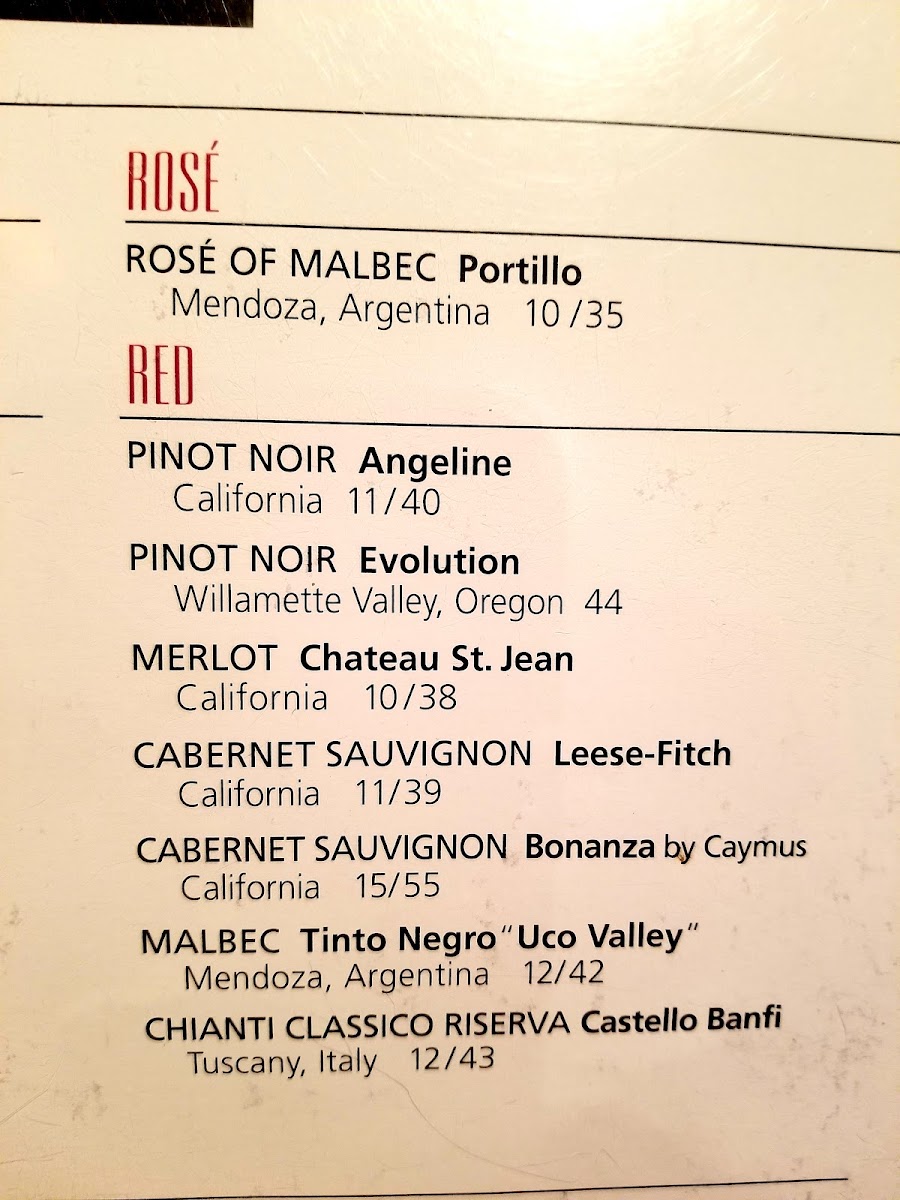 ROSÉ
ROSÉ OF MALBEC Portillo
Mendoza, Argentina 10/35
RED
PINOT NOIR Angeline
California 11/40
PINOT NOIR Evolution
Willamette Valley, Oregon 44
MERLOT Chateau St. Jean
California 10/38
CABERNET SAUVIGNON Leese-Fitch
California 11/39
CABERNET SAUVIGNON Bonanza by Caymus
California 15/55
MALBEC Tinto Negro "Uco Valley"
Mendoza, Argentina 12/42
CHIANTI CLASSICO RISERVA Castello Banfi
Tuscany, Italy 12/43